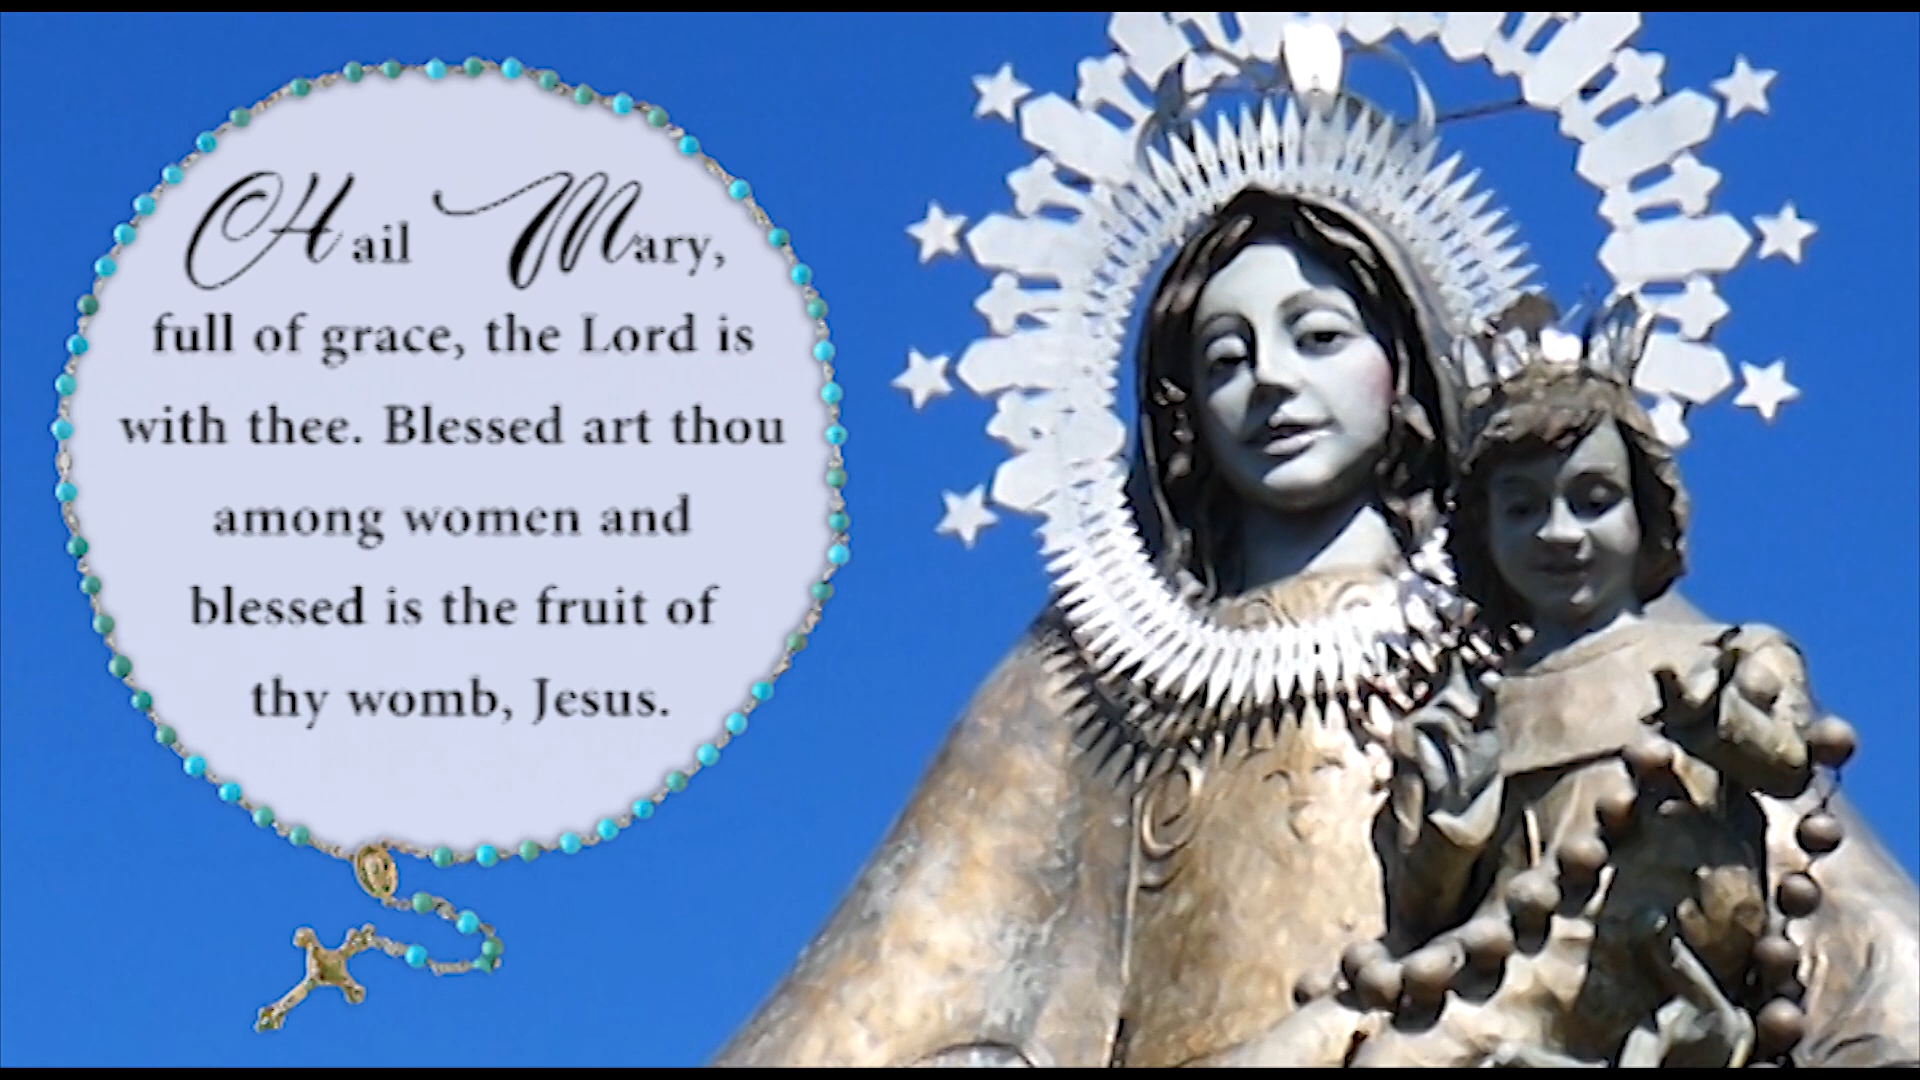 Hail Mary,
full of grace, the Lord is
with thee. Blessed art thou
among women and
blessed is the fruit of
thy womb, Jesus.